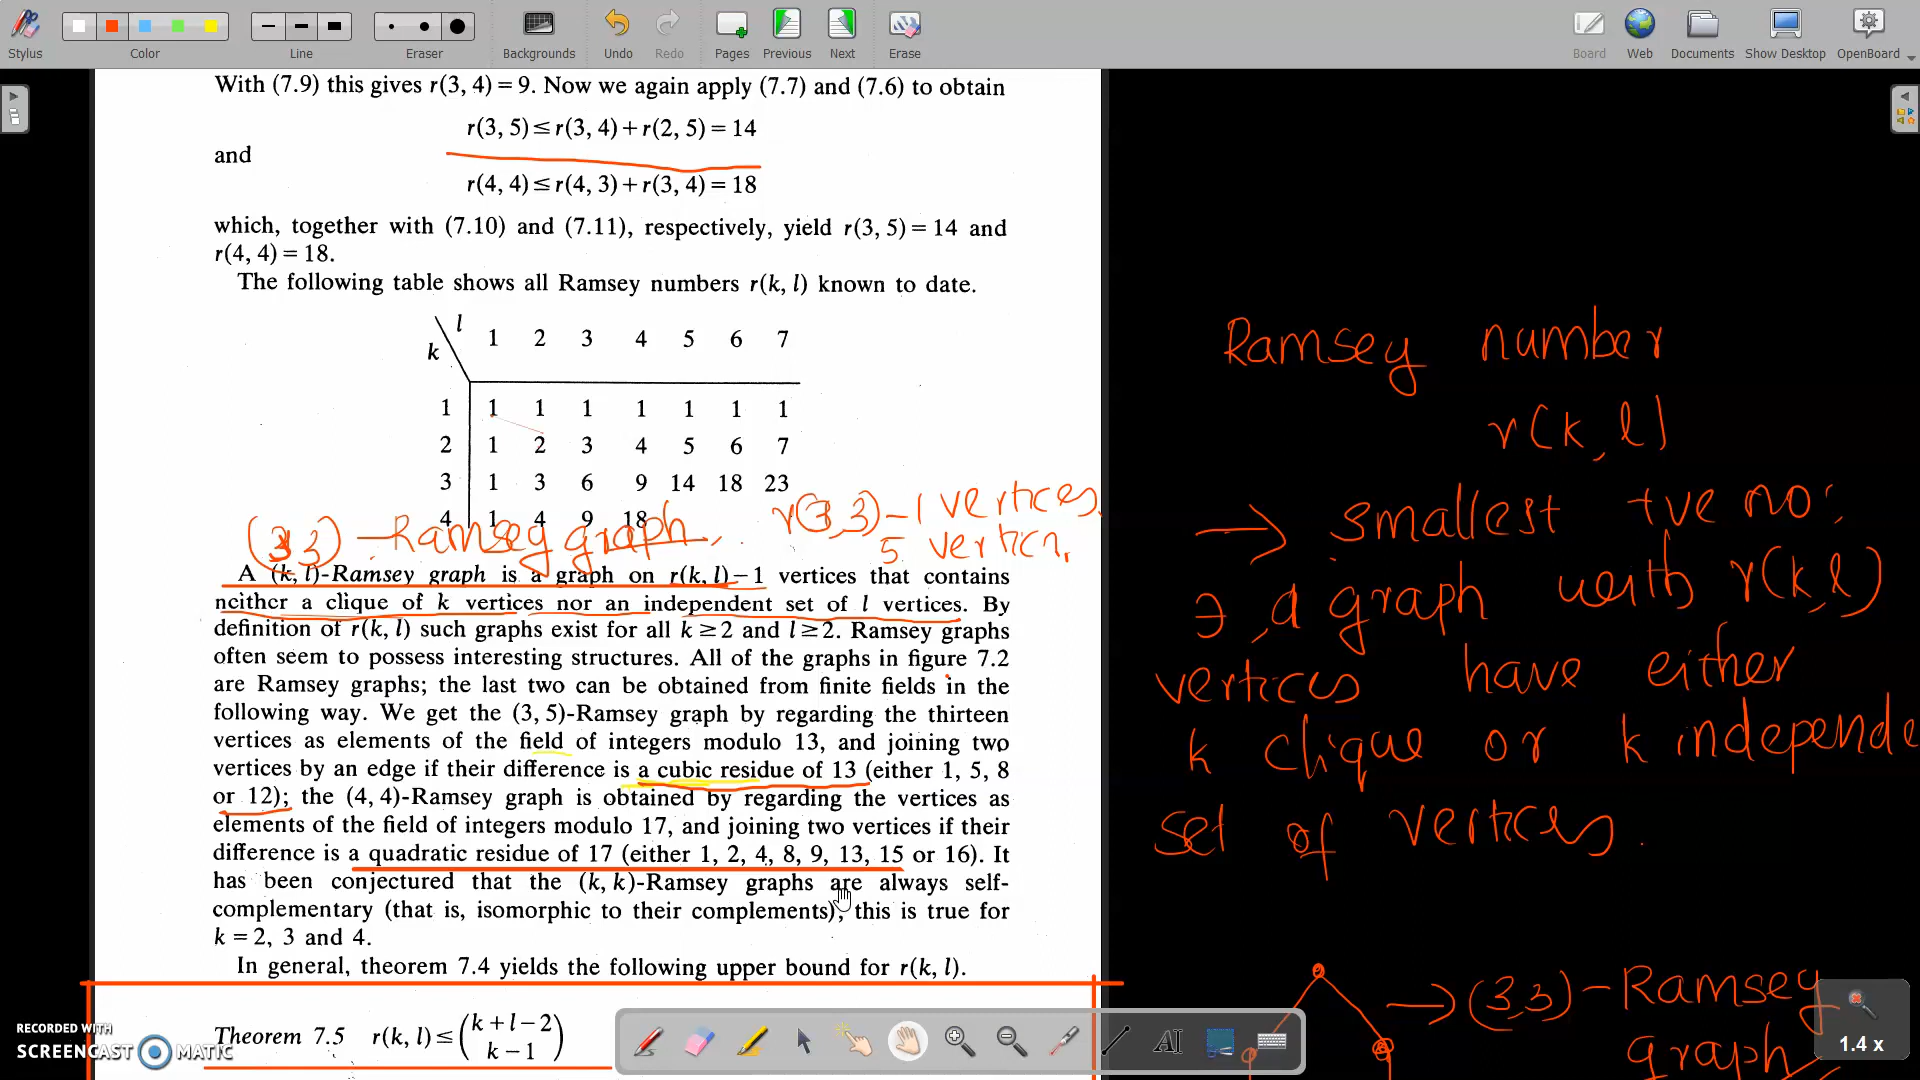 Stylus
Color
Line
Eraser
Backgrounds
Undo
Redo
Pages
Previous
Next
Erase
Board
Web
Documents
Show Desktop
OpenBoard
With (7.9) this gives r(3, 4) = 9. Now we again apply (7.7) and (7.6) to obtain
r(3, 5) ≤ r(3, 4) + r(2, 5) = 14
and
r(4, 4) ≤ r(4, 3) + r(3, 4) = 18
which, together with (7.10) and (7.11), respectively, yield r(3, 5) = 14 and
r(4, 4) = 18.
The following table shows all Ramsey numbers r(k, l) known to date.
l
k
1 2 3 4 5 6 7
1 1 1 1 1 1 1 1
2 1 2 3 4 5 6 7
3 1 3 6 9 14 18 23
4 1 4 9 18
(3 3) - Ramsey graph.
r(3,3) - 1 vertices.
5 vertices
A (k, l)-Ramsey graph is a graph on r(k, l) − 1 vertices that contains
neither a clique of k vertices nor an independent set of l vertices. By
definition of r(k, l) such graphs exist for all k ≥ 2 and l ≥ 2. Ramsey graphs
often seem to possess interesting structures. All of the graphs in figure 7.2
are Ramsey graphs; the last two can be obtained from finite fields in the
following way. We get the (3, 5)-Ramsey graph by regarding the thirteen
vertices as elements of the field of integers modulo 13, and joining two
vertices by an edge if their difference is a cubic residue of 13 (either 1, 5, 8
or 12); the (4, 4)-Ramsey graph is obtained by regarding the vertices as
elements of the field of integers modulo 17, and joining two vertices if their
difference is a quadratic residue of 17 (either 1, 2, 4, 8, 9, 13, 15 or 16). It
has been conjectured that the (k, k)-Ramsey graphs are always self-
complementary (that is, isomorphic to their complements); this is true for
k = 2, 3 and 4.
In general, theorem 7.4 yields the following upper bound for r(k, l).
Theorem 7.5 r(k, l) ≤ (k + l − 2
k − 1)
Ramsey number
r(k, l)
→ smallest +ve no:
∃ , a graph with r(k, l)
vertices have either
k clique or k independe
set of vertices.
→ (3,3) - Ramsey
graph
RECORDED WITH
SCREENCAST MATIC
1.4 x